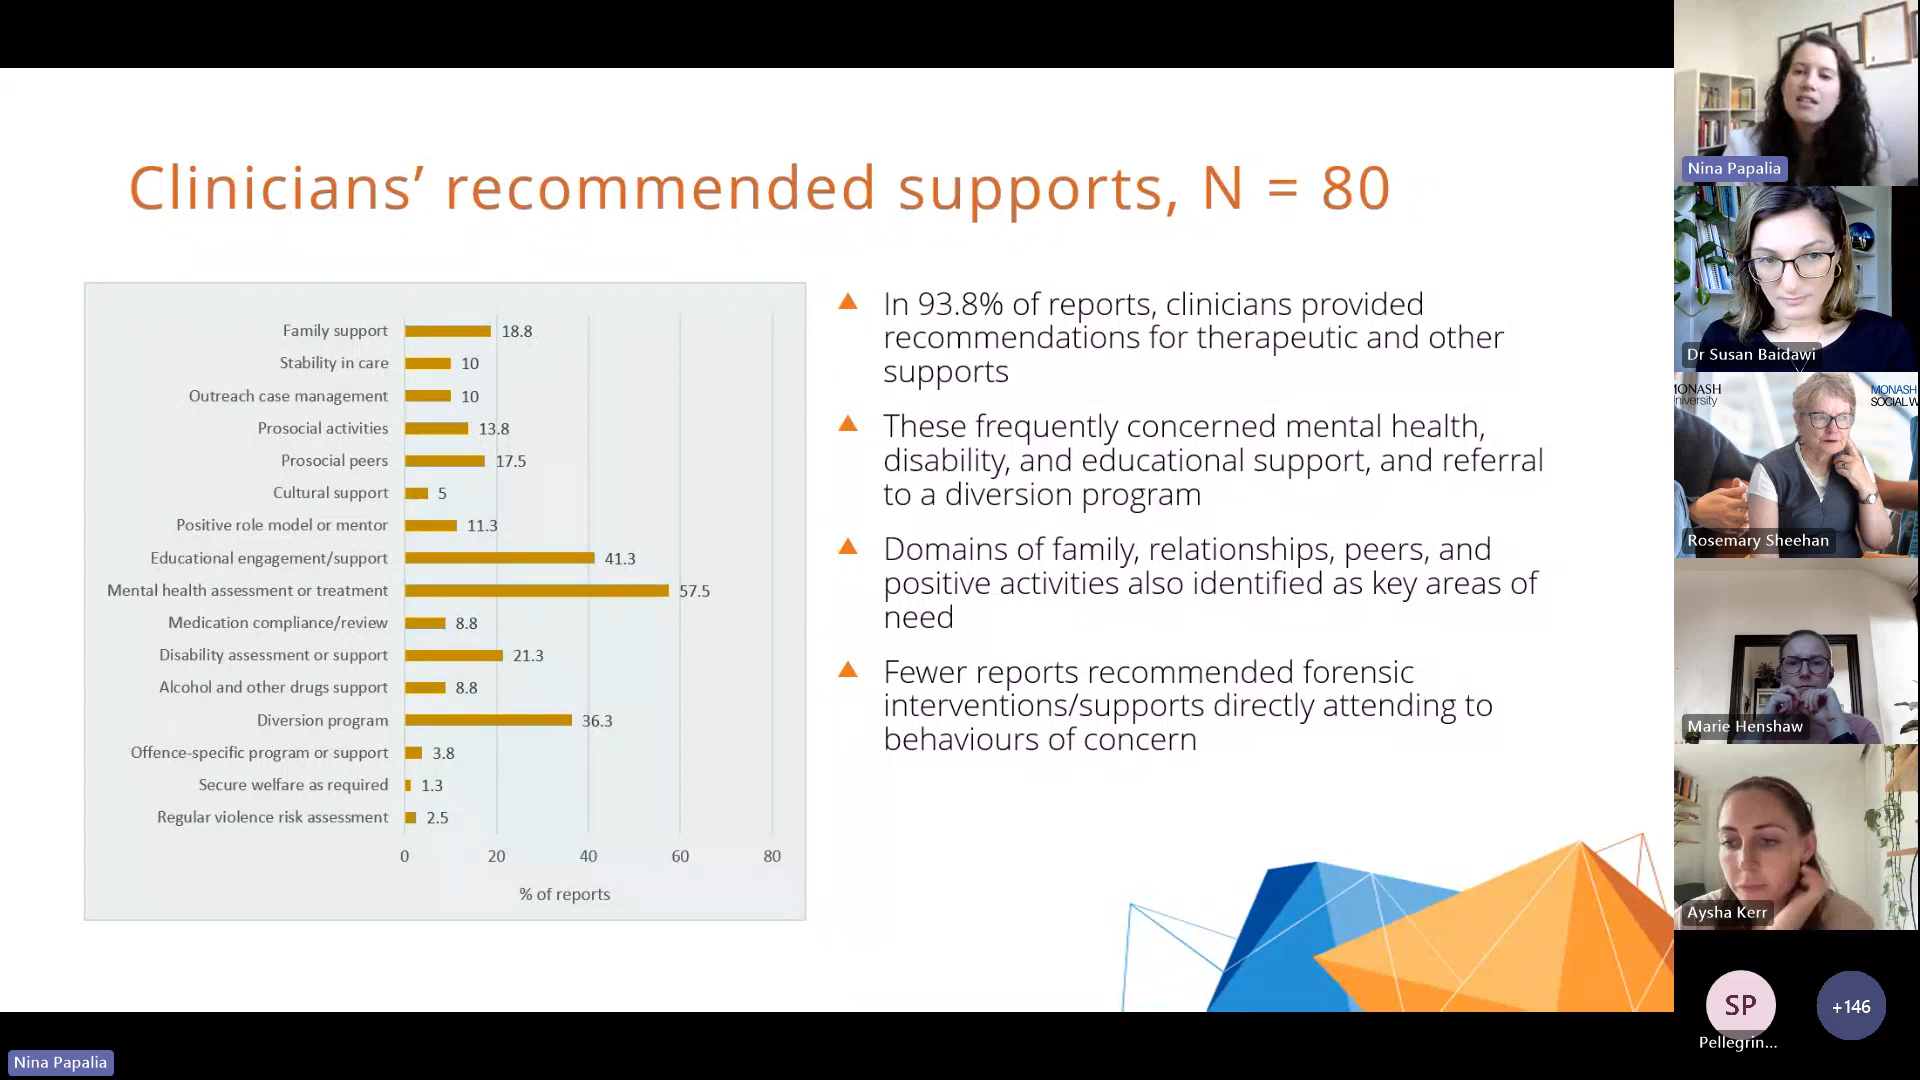 Clinicians’ recommended supports, N = 80
Family support 18.8
Stability in care 10
Outreach case management 10
Prosocial activities 13.8
Prosocial peers 17.5
Cultural support 5
Positive role model or mentor 11.3
Educational engagement/support 41.3
Mental health assessment or treatment 57.5
Medication compliance/review 8.8
Disability assessment or support 21.3
Alcohol and other drugs support 8.8
Diversion program 36.3
Offence-specific program or support 3.8
Secure welfare as required 1.3
Regular violence risk assessment 2.5
0 20 40 60 80
% of reports
In 93.8% of reports, clinicians provided
recommendations for therapeutic and other
supports
These frequently concerned mental health,
disability, and educational support, and referral
to a diversion program
Domains of family, relationships, peers, and
positive activities also identified as key areas of
need
Fewer reports recommended forensic
interventions/supports directly attending to
behaviours of concern
Nina Papalia
Dr Susan Baidawi
MONASH
University
MONASH
SOCIAL W
Rosemary Sheehan
Marie Henshaw
Aysha Kerr
SP
Pellegrin...
+146
Nina Papalia